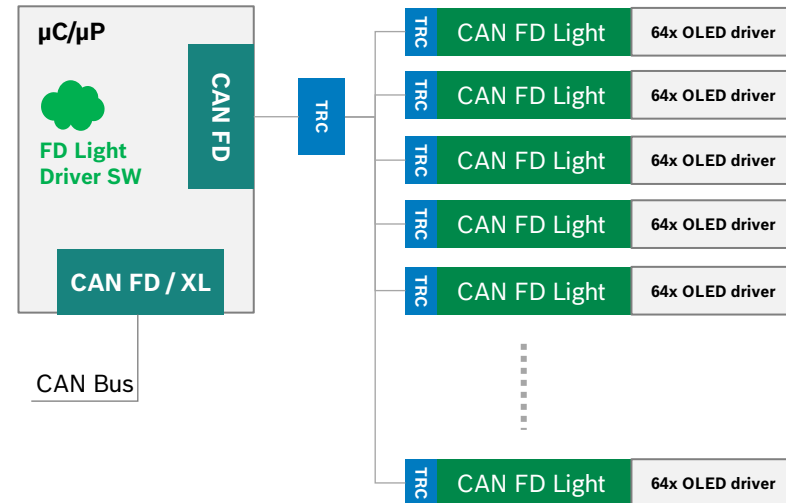 µC/µP
FD Light
Driver SW
CAN FD
CAN FD / XL
CAN Bus
TRC
TRC
CAN FD Light
64x OLED driver
TRC
CAN FD Light
64x OLED driver
TRC
CAN FD Light
64x OLED driver
TRC
CAN FD Light
64x OLED driver
TRC
CAN FD Light
64x OLED driver
TRC
CAN FD Light
64x OLED driver